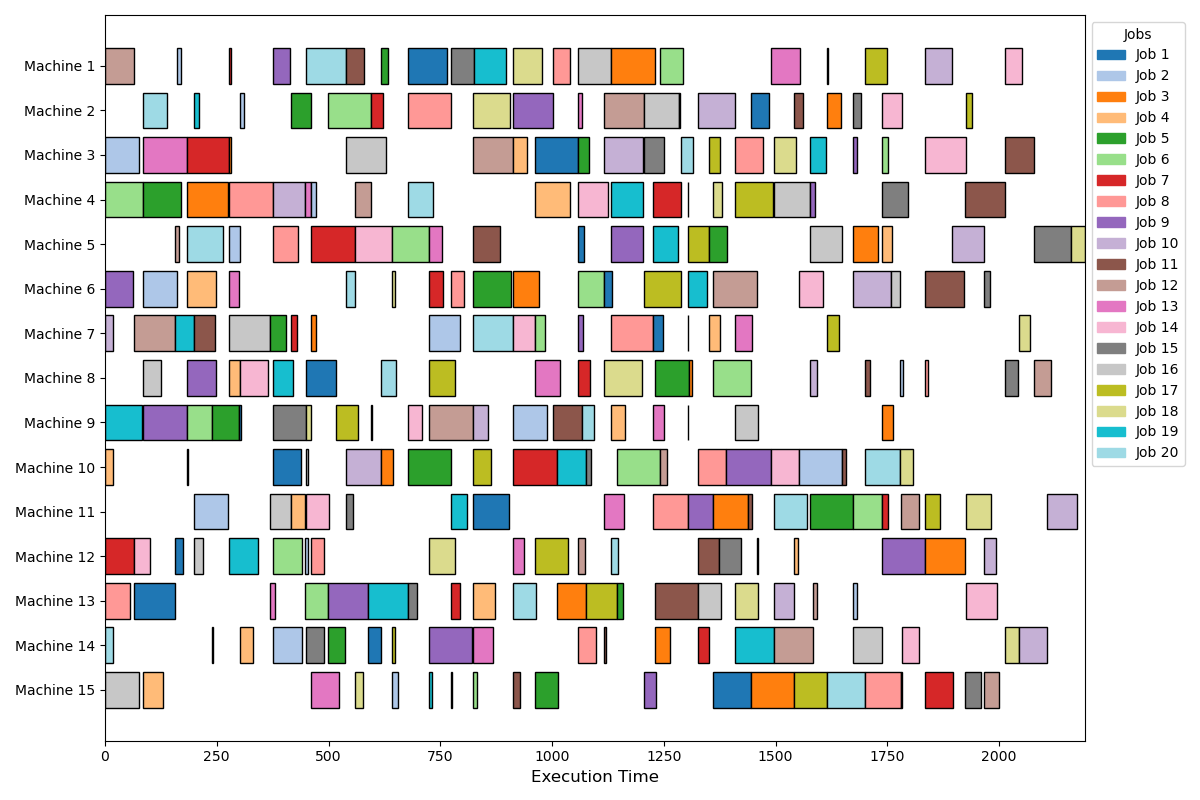 Machine 1
Machine 2
Machine 3
Machine 4
Machine 5
Machine 6
Machine 7
Machine 8
Machine 9
Machine 10
Machine 11
Machine 12
Machine 13
Machine 14
Machine 15
0 250 500 750 1000 1250 1500 1750 2000
Execution Time
Jobs
Job 1
Job 2
Job 3
Job 4
Job 5
Job 6
Job 7
Job 8
Job 9
Job 10
Job 11
Job 12
Job 13
Job 14
Job 15
Job 16
Job 17
Job 18
Job 19
Job 20